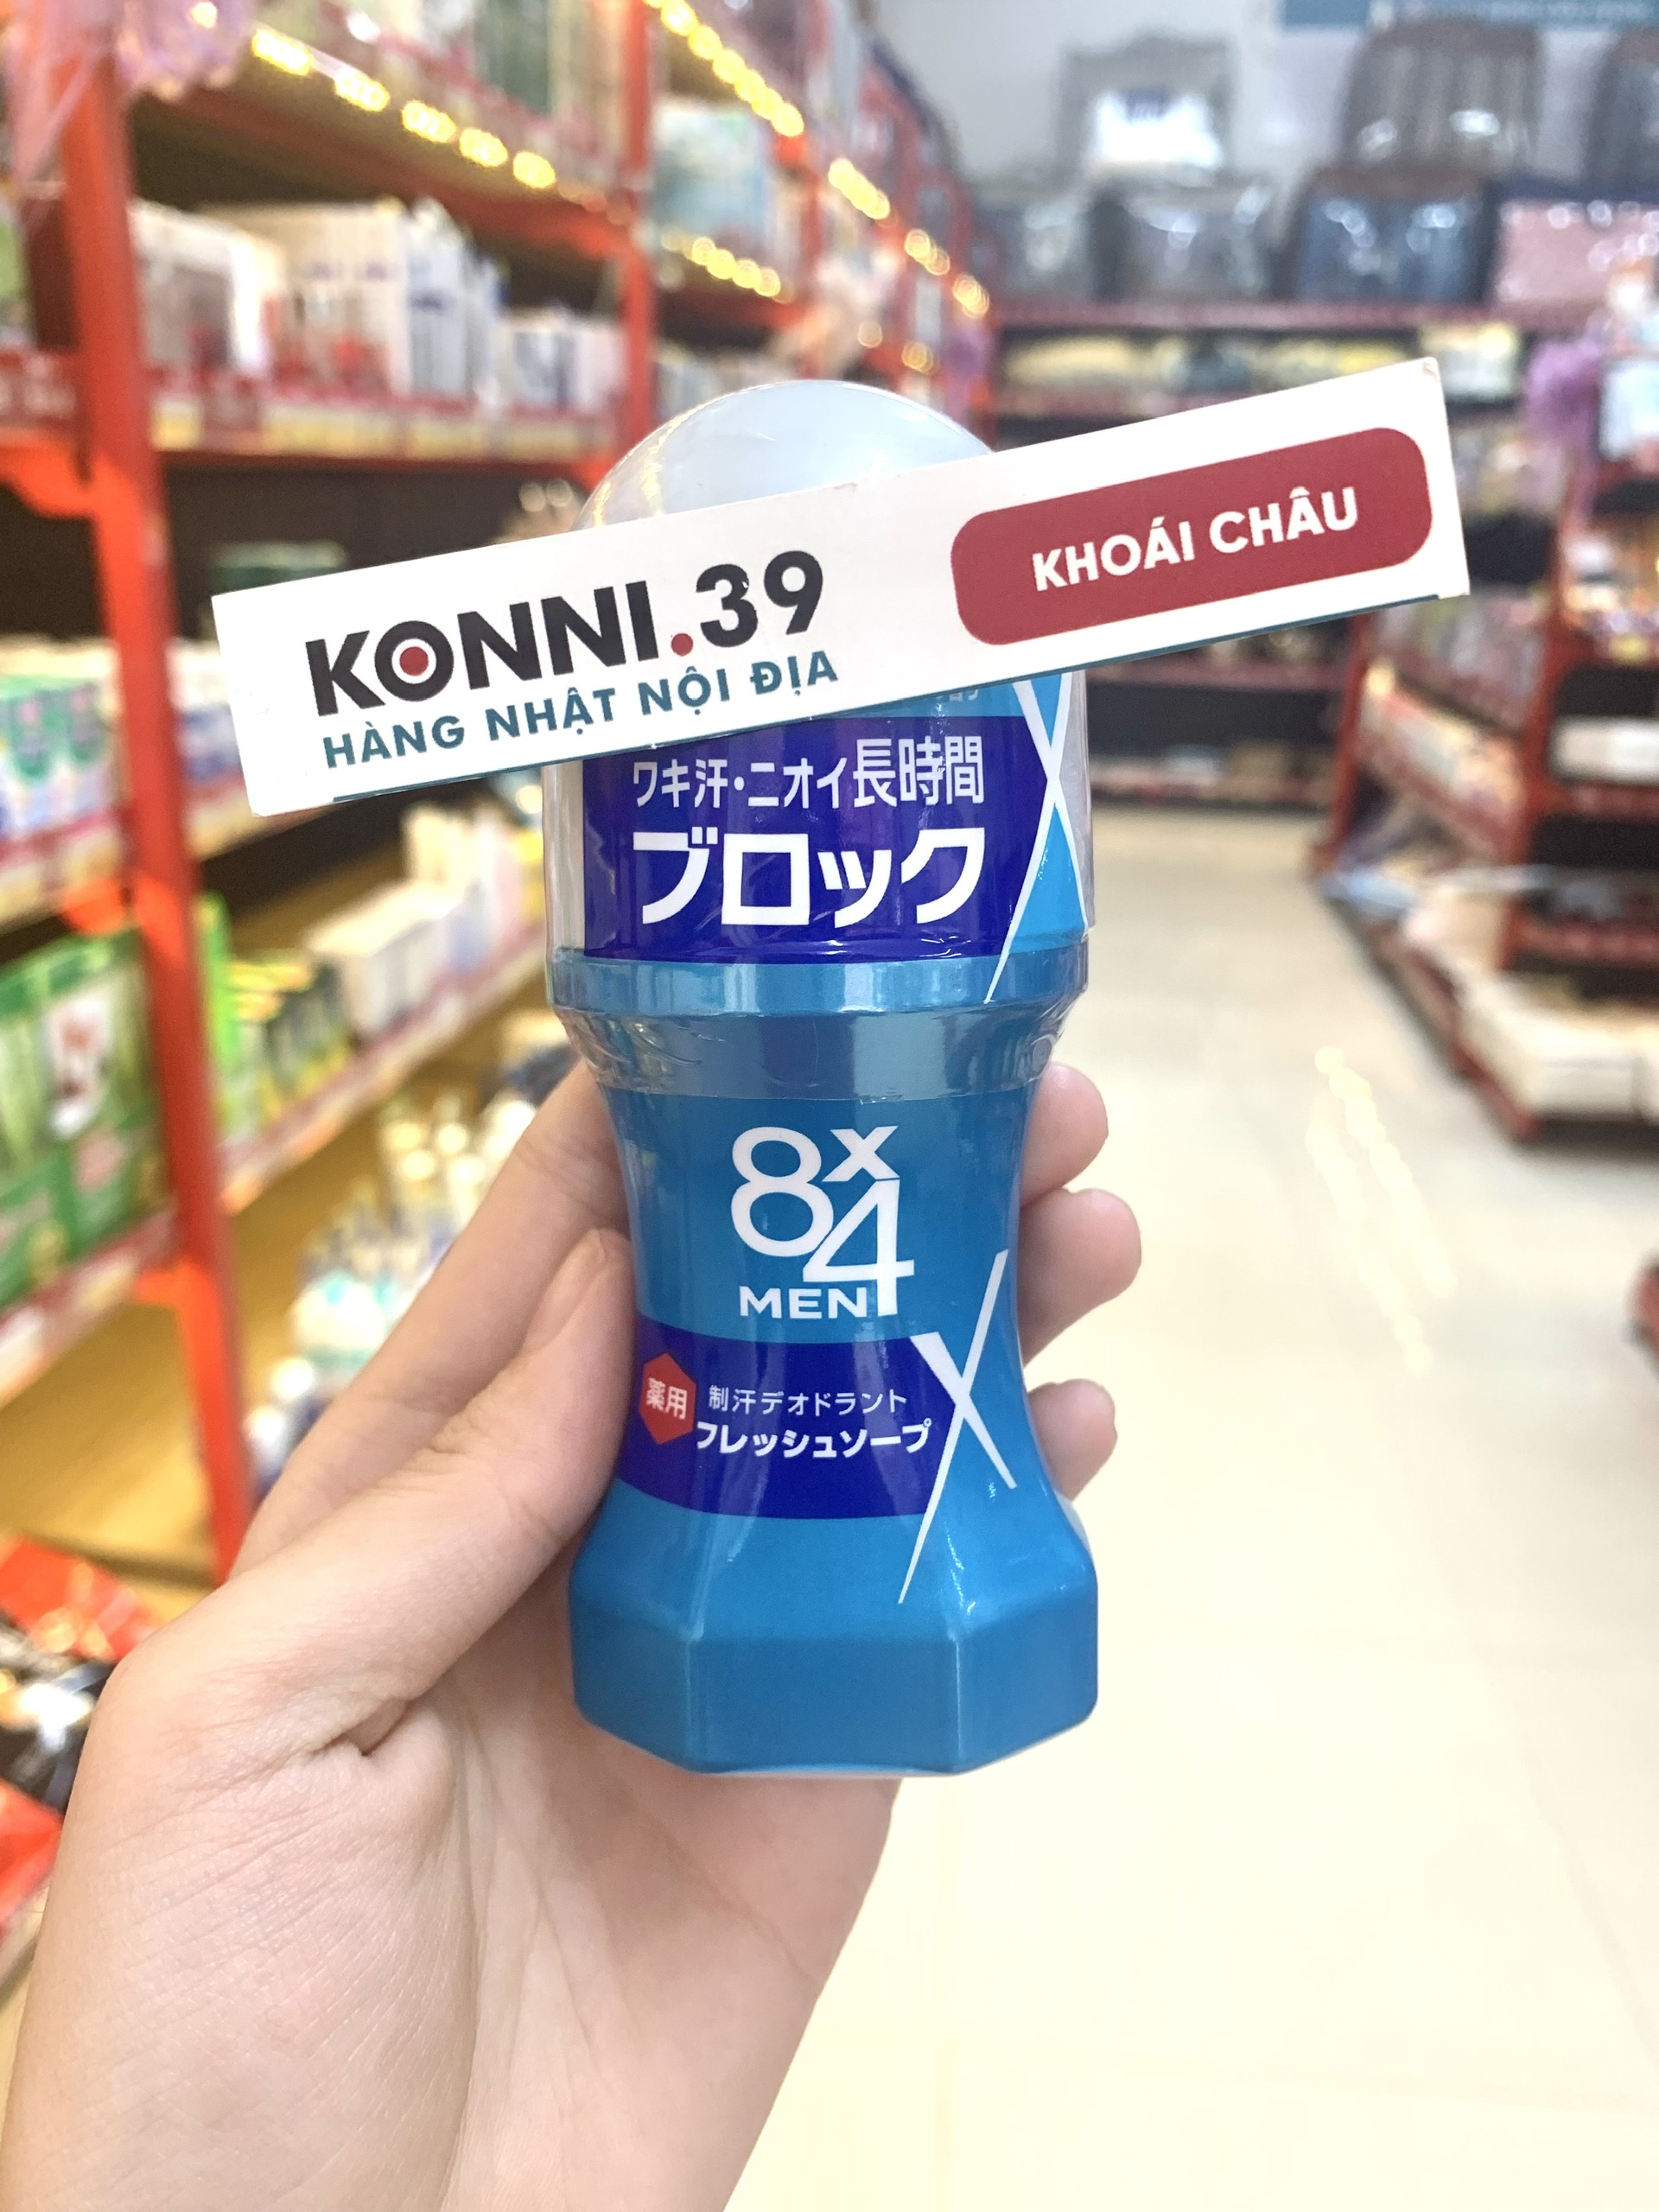 KONNI.39
HÀNG NHẬT NỘI ĐỊA
KHOÁI CHÂU
ワキ汗・ニオイ長時間
ブロック
8x4
MEN
薬用
制汗デオドラント
フレッシュソープ